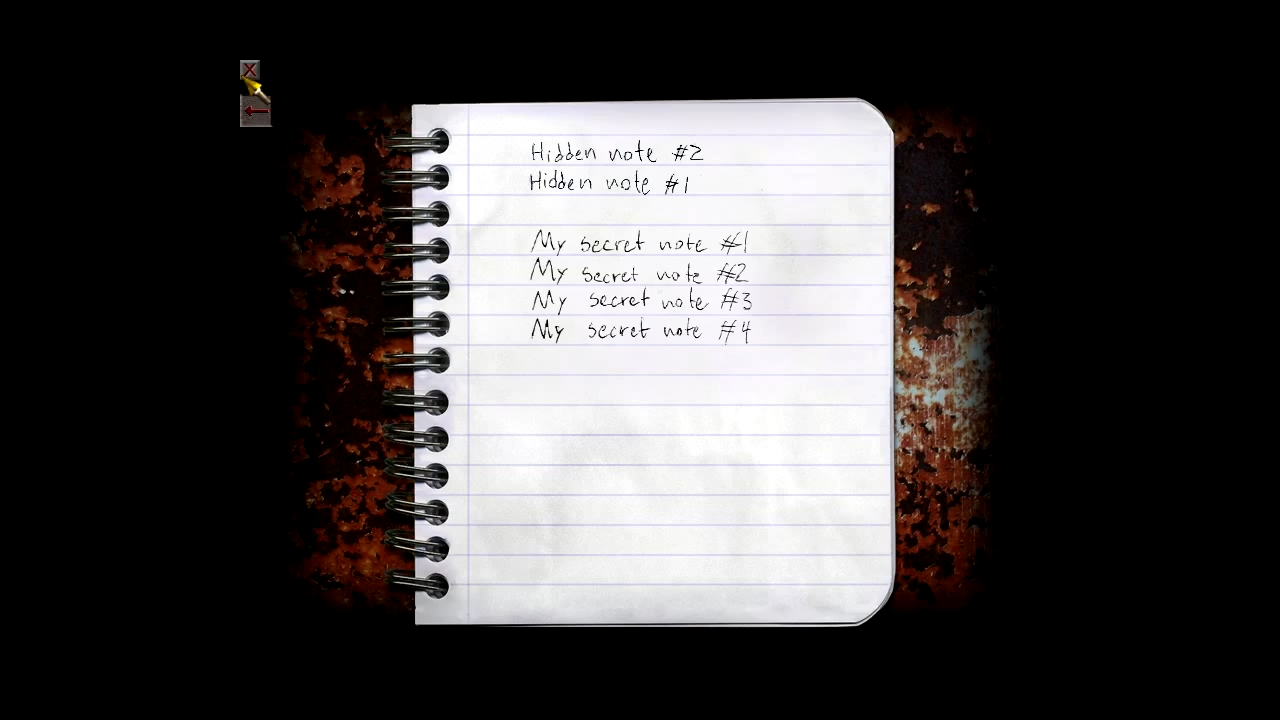 Hidden note #2
Hidden note #1
My secret note #1
My secret note #2
My secret note #3
My secret note #4